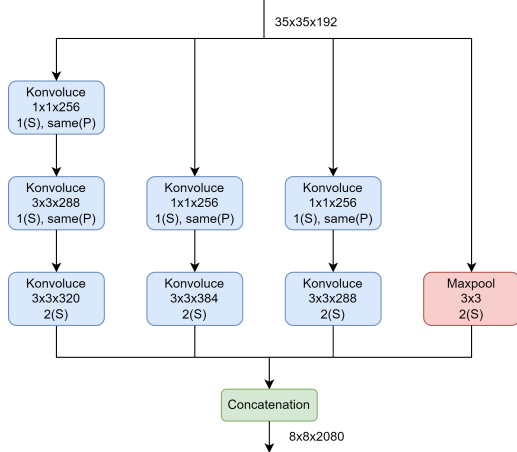 35x35x192
Konvoluce
1x1x256
1(S), same(P)
Konvoluce
3x3x288
1(S), same(P)
Konvoluce
1x1x256
1(S), same(P)
Konvoluce
1x1x256
1(S), same(P)
Konvoluce
3x3x320
2(S)
Konvoluce
3x3x384
2(S)
Konvoluce
3x3x288
2(S)
Maxpool
3x3
2(S)
Concatenation
8x8x2080